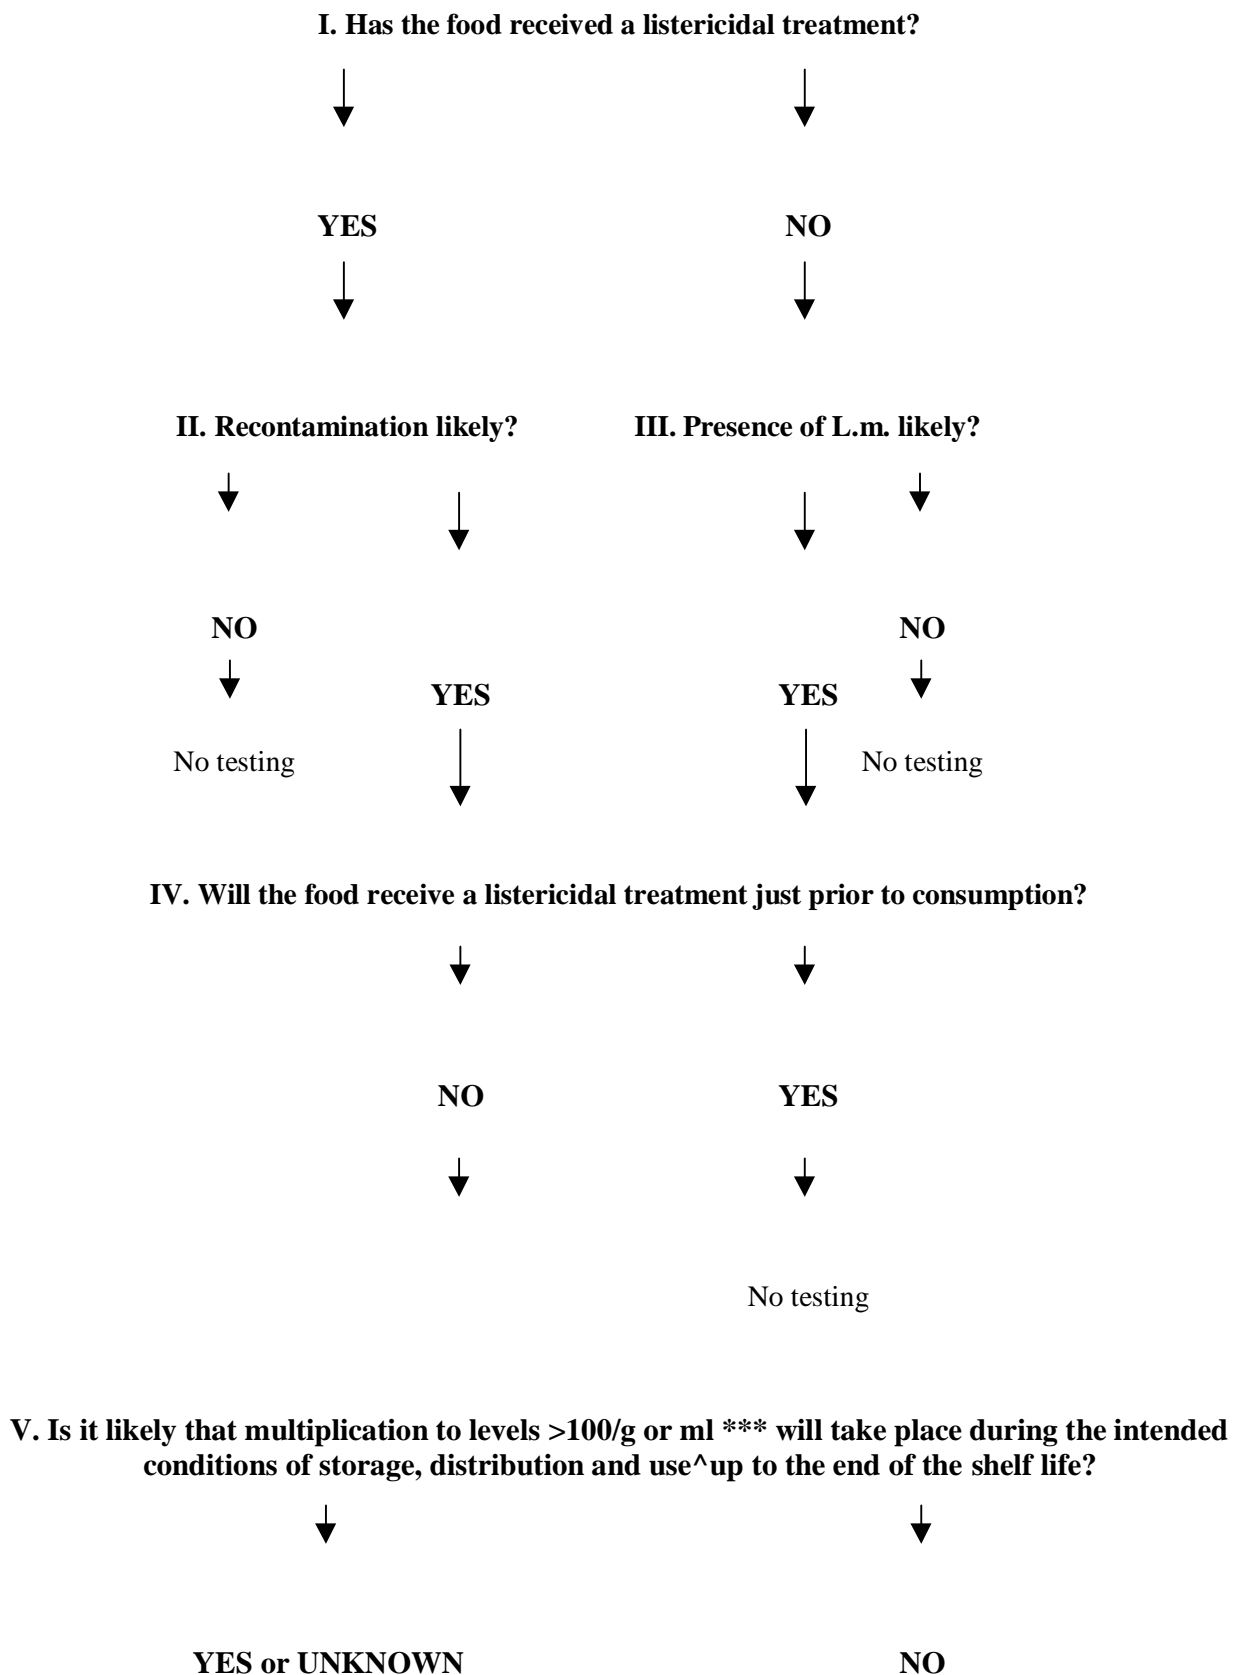 I. Has the food received a listericidal treatment?
YES NO
II. Recontamination likely? III. Presence of L.m. likely?
NO NO
YES YES
No testing No testing
IV. Will the food receive a listericidal treatment just prior to consumption?
NO YES
No testing
V. Is it likely that multiplication to levels >100/g or ml *** will take place during the intended
conditions of storage, distribution and use^up to the end of the shelf life?
YES or UNKNOWN NO